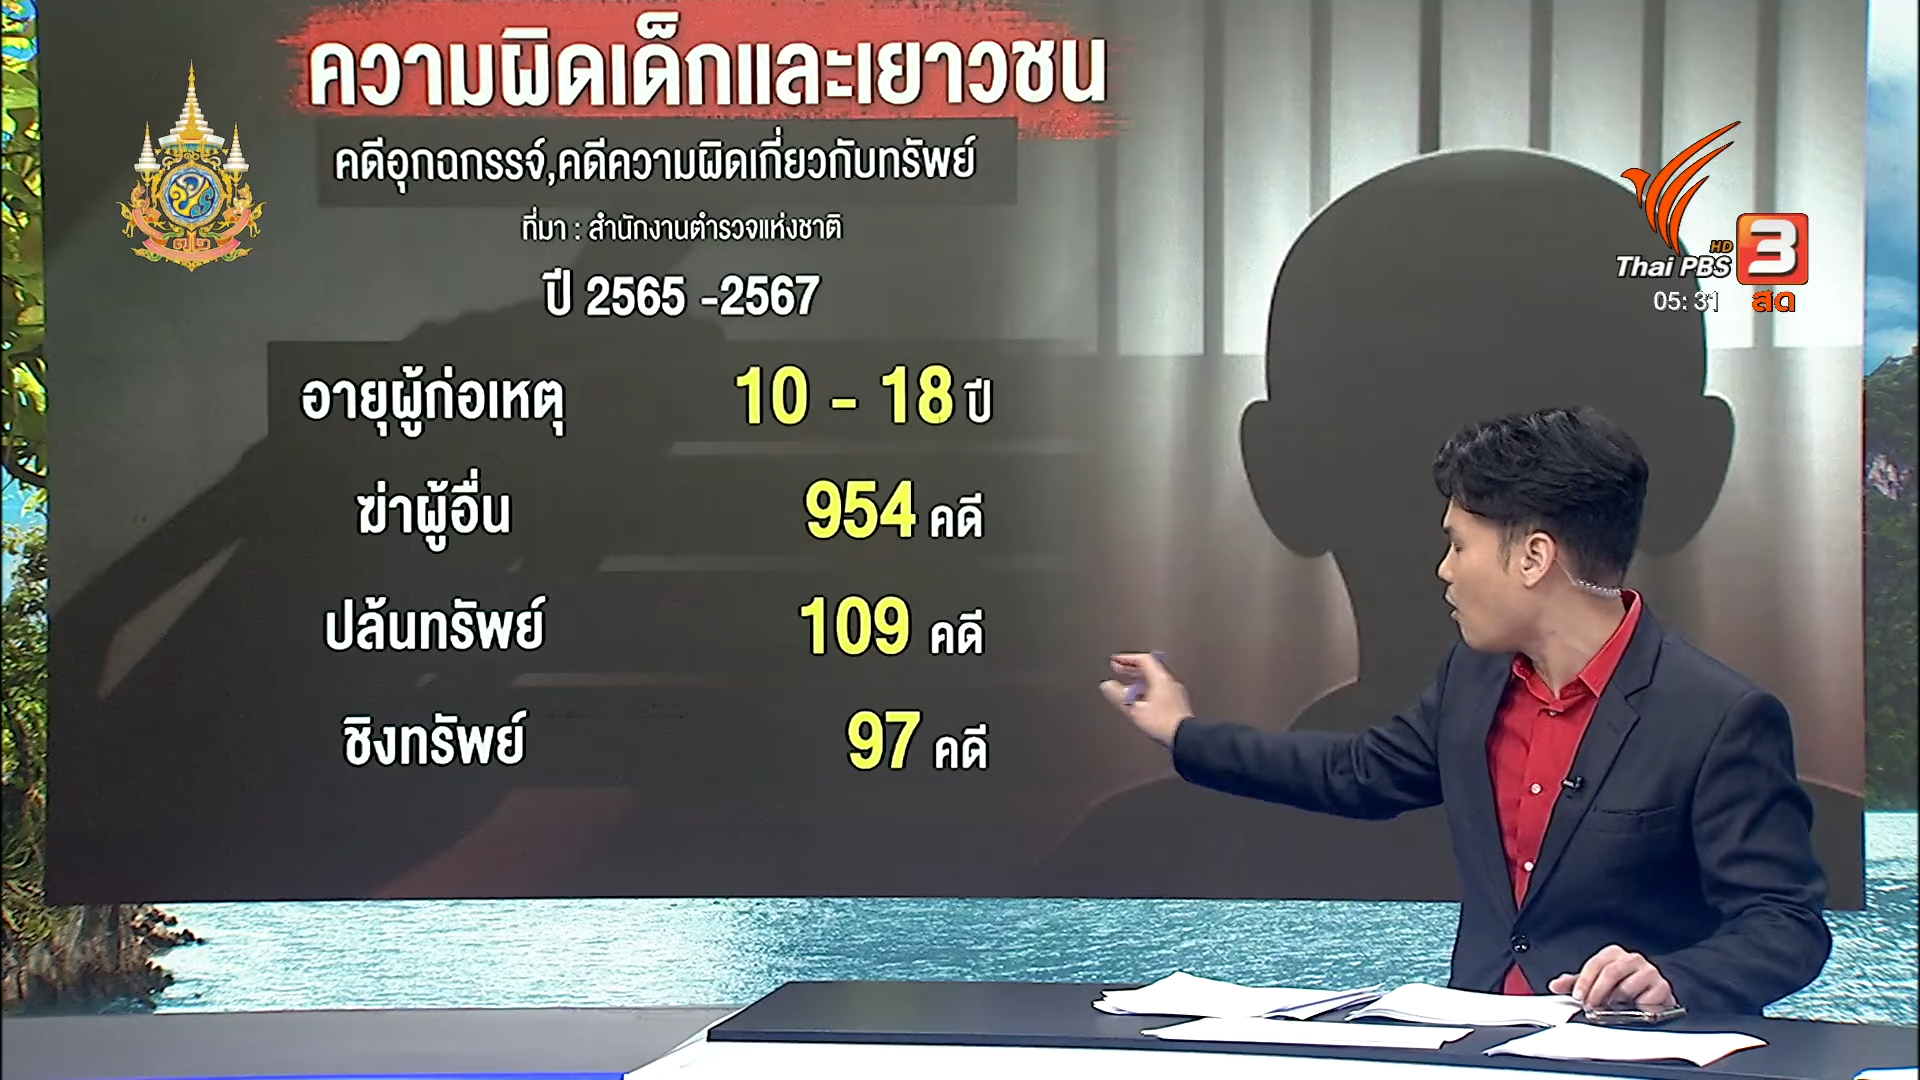 ความผิดเด็กและเยาวชน
คดีอุกฉกรรจ์,คดีความผิดเกี่ยวกับทรัพย์
ที่มา : สำนักงานตำรวจแห่งชาติ
ปี 2565 -2567
อายุผู้ก่อเหตุ 10 - 18 ปี
ฆ่าผู้อื่น 954 คดี
ปล้นทรัพย์ 109 คดี
ชิงทรัพย์ 97 คดี
Thai PBS HD 3
05:31 สด
๗๒